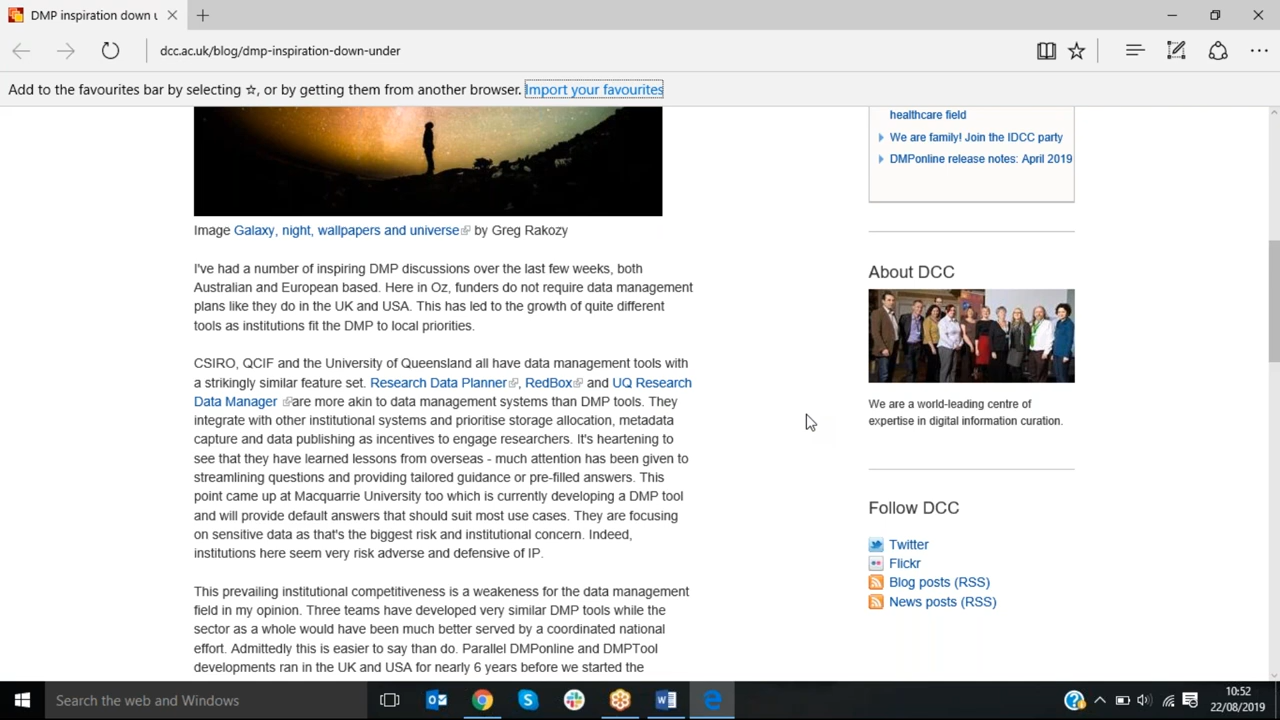 DMP inspiration down u
dcc.ac.uk/blog/dmp-inspiration-down-under
Add to the favourites bar by selecting ☆, or by getting them from another browser. Import your favourites
Image Galaxy, night, wallpapers and universe by Greg Rakozy
I've had a number of inspiring DMP discussions over the last few weeks, both
Australian and European based. Here in Oz, funders do not require data management
plans like they do in the UK and USA. This has led to the growth of quite different
tools as institutions fit the DMP to local priorities.
CSIRO, QCIF and the University of Queensland all have data management tools with
a strikingly similar feature set. Research Data Planner, RedBox and UQ Research
Data Manager are more akin to data management systems than DMP tools. They
integrate with other institutional systems and prioritise storage allocation, metadata
capture and data publishing as incentives to engage researchers. It's heartening to
see that they have learned lessons from overseas - much attention has been given to
streamlining questions and providing tailored guidance or pre-filled answers. This
point came up at Macquarrie University too which is currently developing a DMP tool
and will provide default answers that should suit most use cases. They are focusing
on sensitive data as that's the biggest risk and institutional concern. Indeed,
institutions here seem very risk adverse and defensive of IP.
This prevailing institutional competitiveness is a weakness for the data management
field in my opinion. Three teams have developed very similar DMP tools while the
sector as a whole would have been much better served by a coordinated national
effort. Admittedly this is easier to say than do. Parallel DMPonline and DMPTool
developments ran in the UK and USA for nearly 6 years before we started the
healthcare field
We are family! Join the IDCC party
DMPonline release notes: April 2019
About DCC
We are a world-leading centre of
expertise in digital information curation.
Follow DCC
Twitter
Flickr
Blog posts (RSS)
News posts (RSS)
Search the web and Windows
10:52
22/08/2019